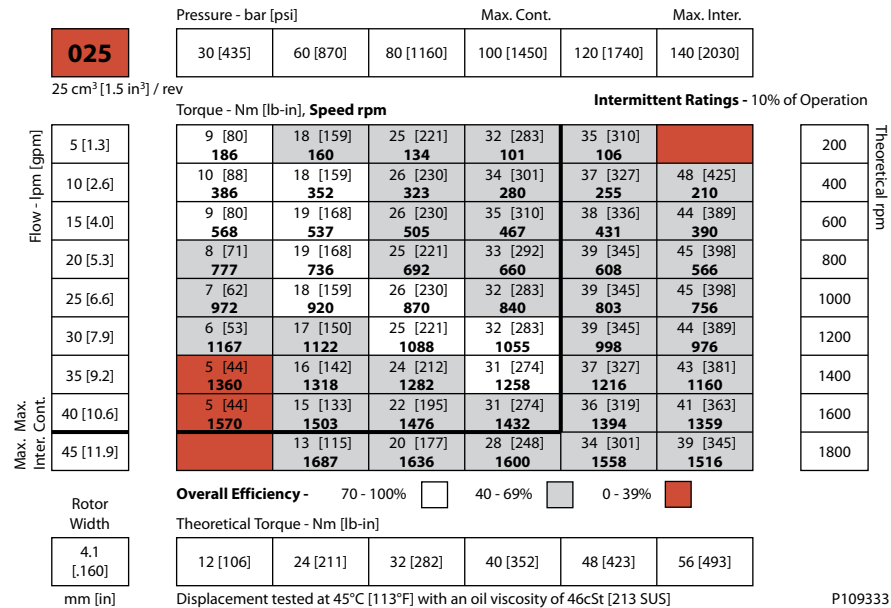 Pressure - bar [psi] Max. Cont. Max. Inter.
025 30 [435] 60 [870] 80 [1160] 100 [1450] 120 [1740] 140 [2030]
25 cm³ [1.5 in³] / rev
Torque - Nm [lb-in], Speed rpm Intermittent Ratings - 10% of Operation
Flow - lpm [gpm]
Theoretical rpm
5 [1.3] 9 [80] 18 [159] 25 [221] 32 [283] 35 [310] 200
186 160 134 101 106
10 [2.6] 10 [88] 18 [159] 26 [230] 34 [301] 37 [327] 48 [425] 400
386 352 323 280 255 210
15 [4.0] 9 [80] 19 [168] 26 [230] 35 [310] 38 [336] 44 [389] 600
568 537 505 467 431 390
20 [5.3] 8 [71] 19 [168] 25 [221] 33 [292] 39 [345] 45 [398] 800
777 736 692 660 608 566
25 [6.6] 7 [62] 18 [159] 26 [230] 32 [283] 39 [345] 45 [398] 1000
972 920 870 840 803 756
30 [7.9] 6 [53] 17 [150] 25 [221] 32 [283] 39 [345] 44 [389] 1200
1167 1122 1088 1055 998 976
35 [9.2] 5 [44] 16 [142] 24 [212] 31 [274] 37 [327] 43 [381] 1400
1360 1318 1282 1258 1216 1160
Max. Cont.
40 [10.6] 5 [44] 15 [133] 22 [195] 31 [274] 36 [319] 41 [363] 1600
1570 1503 1476 1432 1394 1359
Max. Inter.
45 [11.9] 13 [115] 20 [177] 28 [248] 34 [301] 39 [345] 1800
1687 1636 1600 1558 1516
Overall Efficiency - 70 - 100% 40 - 69% 0 - 39%
Rotor
Width
Theoretical Torque - Nm [lb-in]
4.1
[.160]
12 [106] 24 [211] 32 [282] 40 [352] 48 [423] 56 [493]
mm [in] Displacement tested at 45°C [113°F] with an oil viscosity of 46cSt [213 SUS] P109333